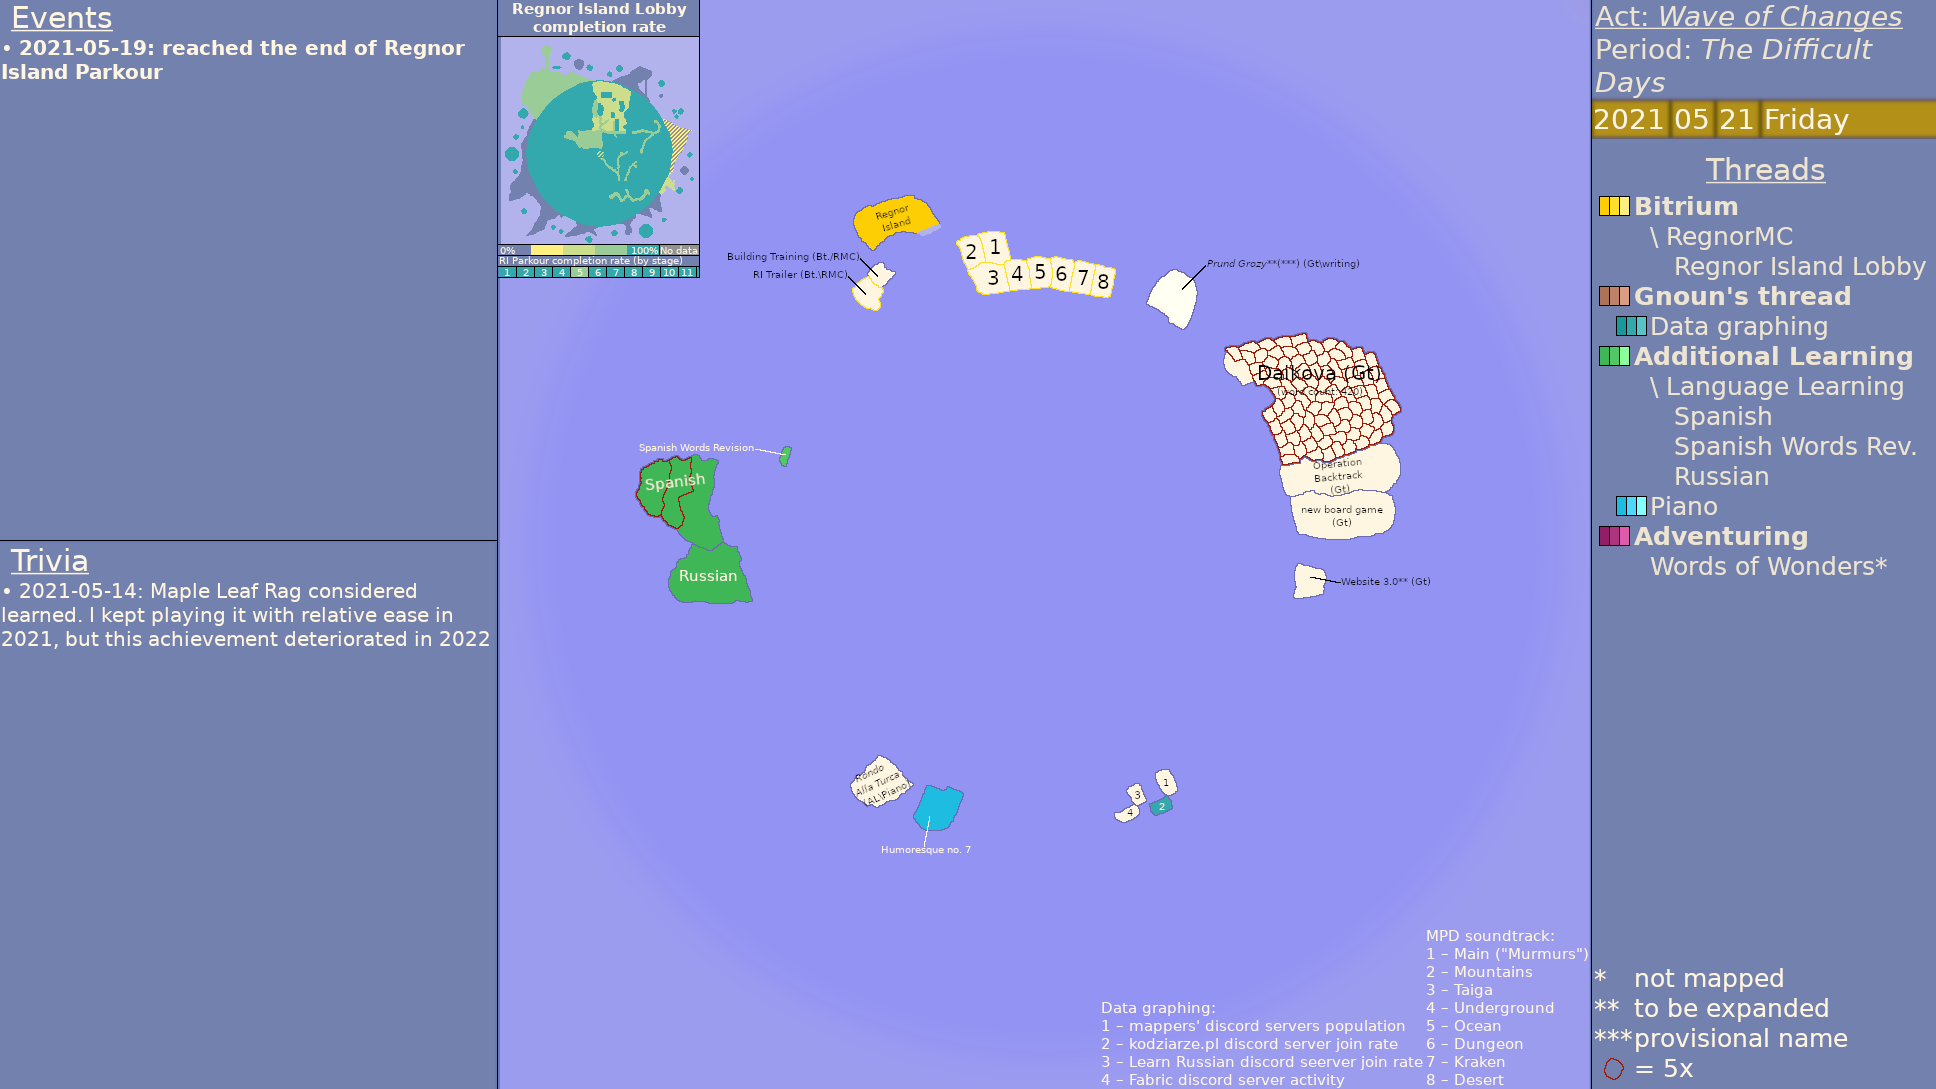 Events
• 2021-05-19: reached the end of Regnor
Island Parkour
Trivia
• 2021-05-14: Maple Leaf Rag considered
learned. I kept playing it with relative ease in
2021, but this achievement deteriorated in 2022
Regnor Island Lobby
completion rate
0% 100% No data
RI Parkour completion rate (by stage)
1 2 3 4 5 6 7 8 9 10 11
Regnor
Island
Building Training (Bt./RMC)
RI Trailer (Bt.\RMC)
2 1
3 4 5 6 7 8
Prund Grozy**(***) (Gt\writing)
Daikova (Gt)
(word count: 420)
Operation
Backtrack
(Gt)
new board game
(Gt)
Website 3.0** (Gt)
Spanish Words Revision
Spanish
Russian
Rondo
Alla Turca
(AL\Piano)
Humoresque no. 7
1
3
2
4
Data graphing:
1 – mappers' discord servers population
2 – kodziarze.pl discord server join rate
3 – Learn Russian discord seerver join rate
4 – Fabric discord server activity
MPD soundtrack:
1 – Main ("Murmurs")
2 – Mountains
3 – Taiga
4 – Underground
5 – Ocean
6 – Dungeon
7 – Kraken
8 – Desert
Act: Wave of Changes
Period: The Difficult
Days
2021 05 21 Friday
Threads
Bitrium
\ RegnorMC
Regnor Island Lobby
Gnoun's thread
Data graphing
Additional Learning
\ Language Learning
Spanish
Spanish Words Rev.
Russian
Piano
Adventuring
Words of Wonders*
* not mapped
** to be expanded
*** provisional name
= 5x